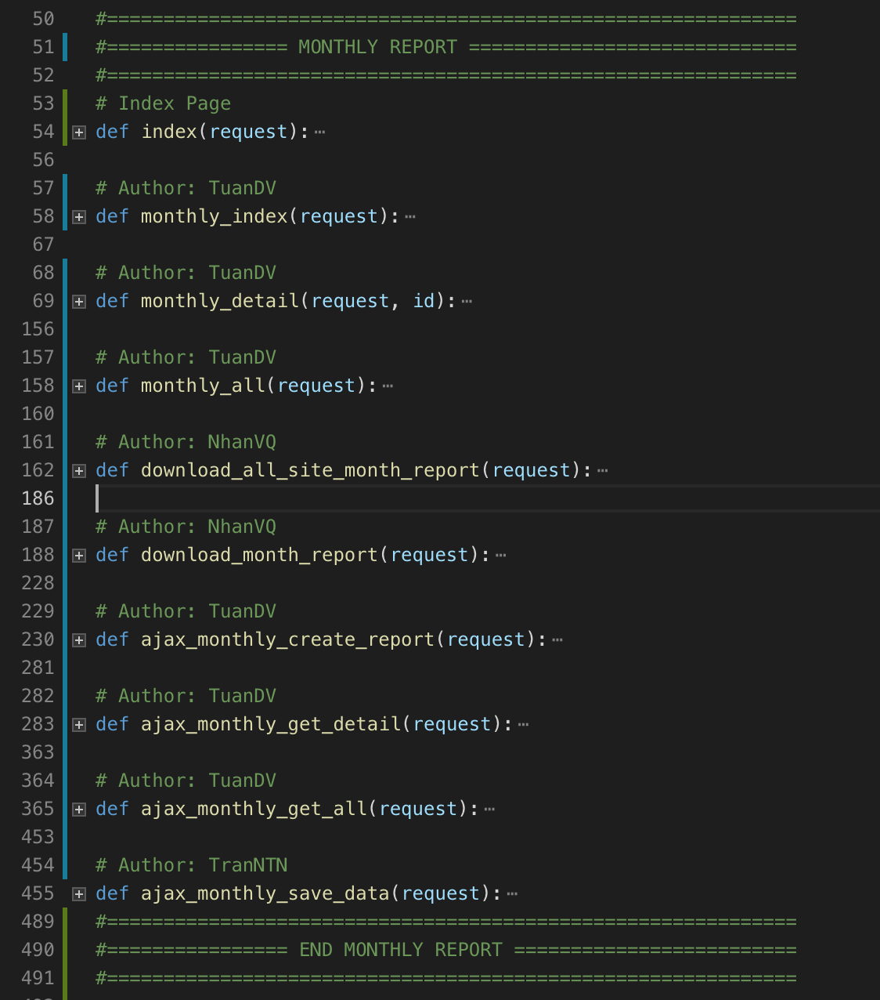 50 #=============================================================
51 #================ MONTHLY REPORT =============================
52 #=============================================================
53 # Index Page
54 def index(request):⋯
56
57 # Author: TuanDV
58 def monthly_index(request):⋯
67
68 # Author: TuanDV
69 def monthly_detail(request, id):⋯
156
157 # Author: TuanDV
158 def monthly_all(request):⋯
160
161 # Author: NhanVQ
162 def download_all_site_month_report(request):⋯
186
187 # Author: NhanVQ
188 def download_month_report(request):⋯
228
229 # Author: TuanDV
230 def ajax_monthly_create_report(request):⋯
281
282 # Author: TuanDV
283 def ajax_monthly_get_detail(request):⋯
363
364 # Author: TuanDV
365 def ajax_monthly_get_all(request):⋯
453
454 # Author: TranNTN
455 def ajax_monthly_save_data(request):⋯
489 #=============================================================
490 #================ END MONTHLY REPORT =========================
491 #=============================================================